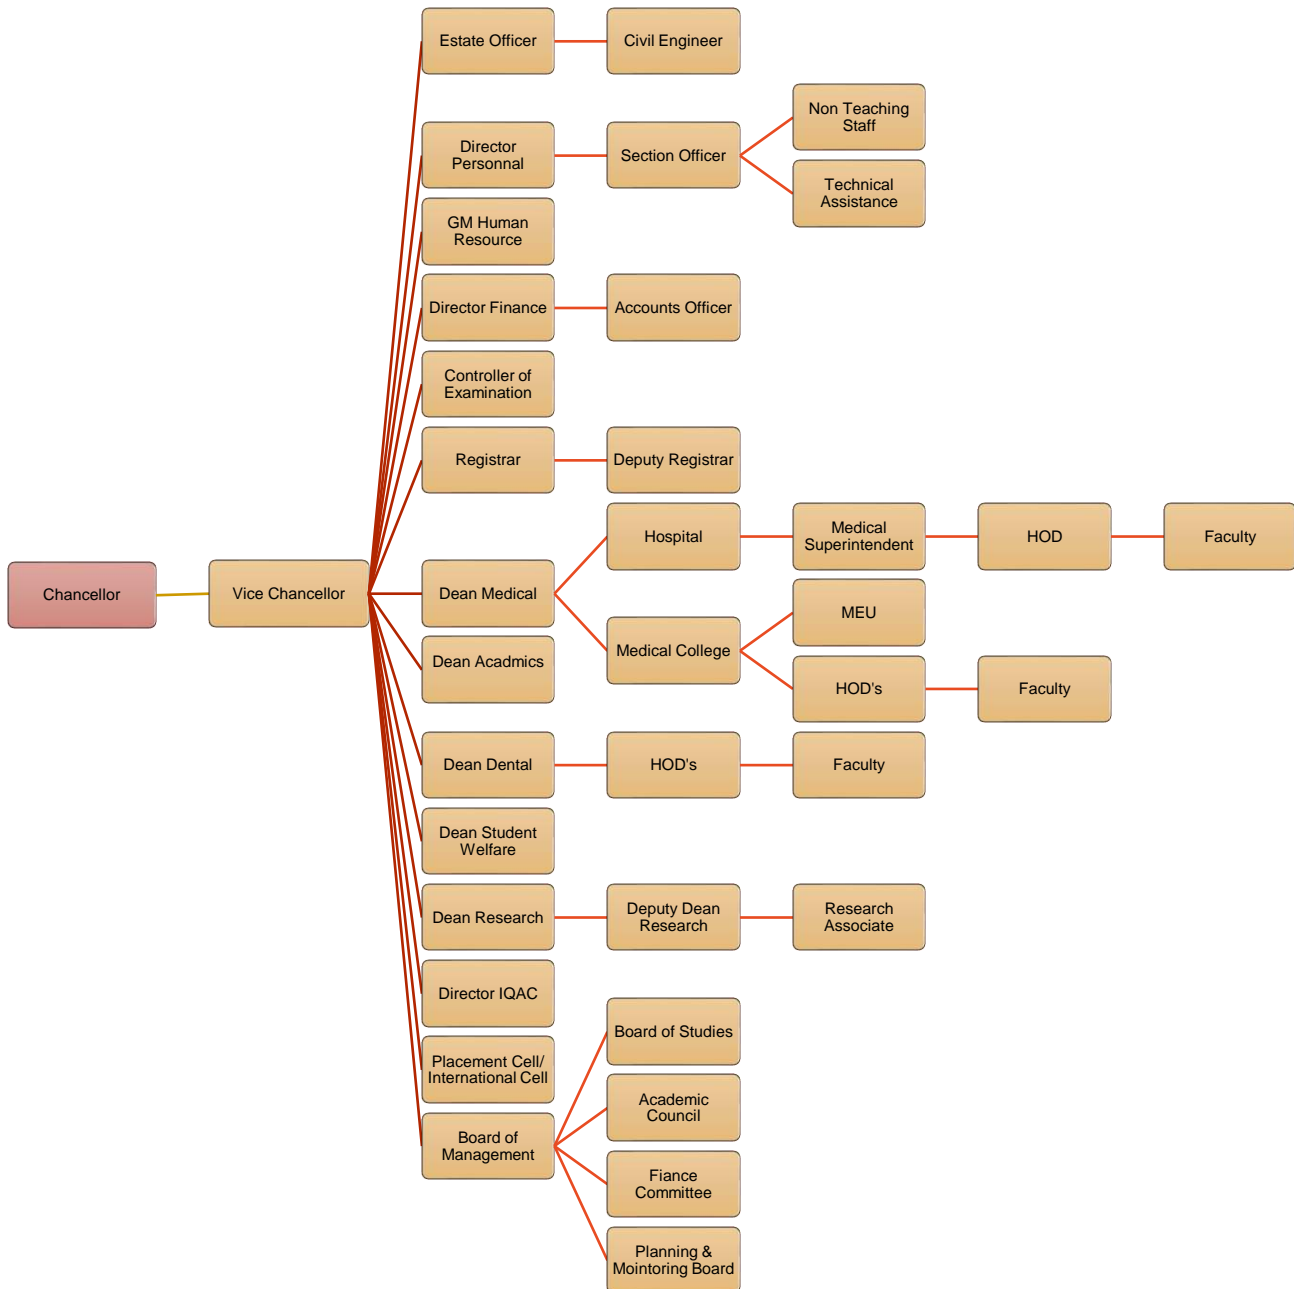 Estate Officer
Civil Engineer
Non Teaching
Staff
Director
Personnal
Section Officer
Technical
Assistance
GM Human
Resource
Director Finance
Accounts Officer
Controller of
Examination
Registrar
Deputy Registrar
Hospital
Medical
Superintendent
HOD
Faculty
Chancellor
Vice Chancellor
Dean Medical
MEU
Medical College
Dean Acadmics
HOD's
Faculty
Dean Dental
HOD's
Faculty
Dean Student
Welfare
Dean Research
Deputy Dean
Research
Research
Associate
Director IQAC
Board of Studies
Placement Cell/
International Cell
Academic
Council
Board of
Management
Fiance
Committee
Planning &
Mointoring Board